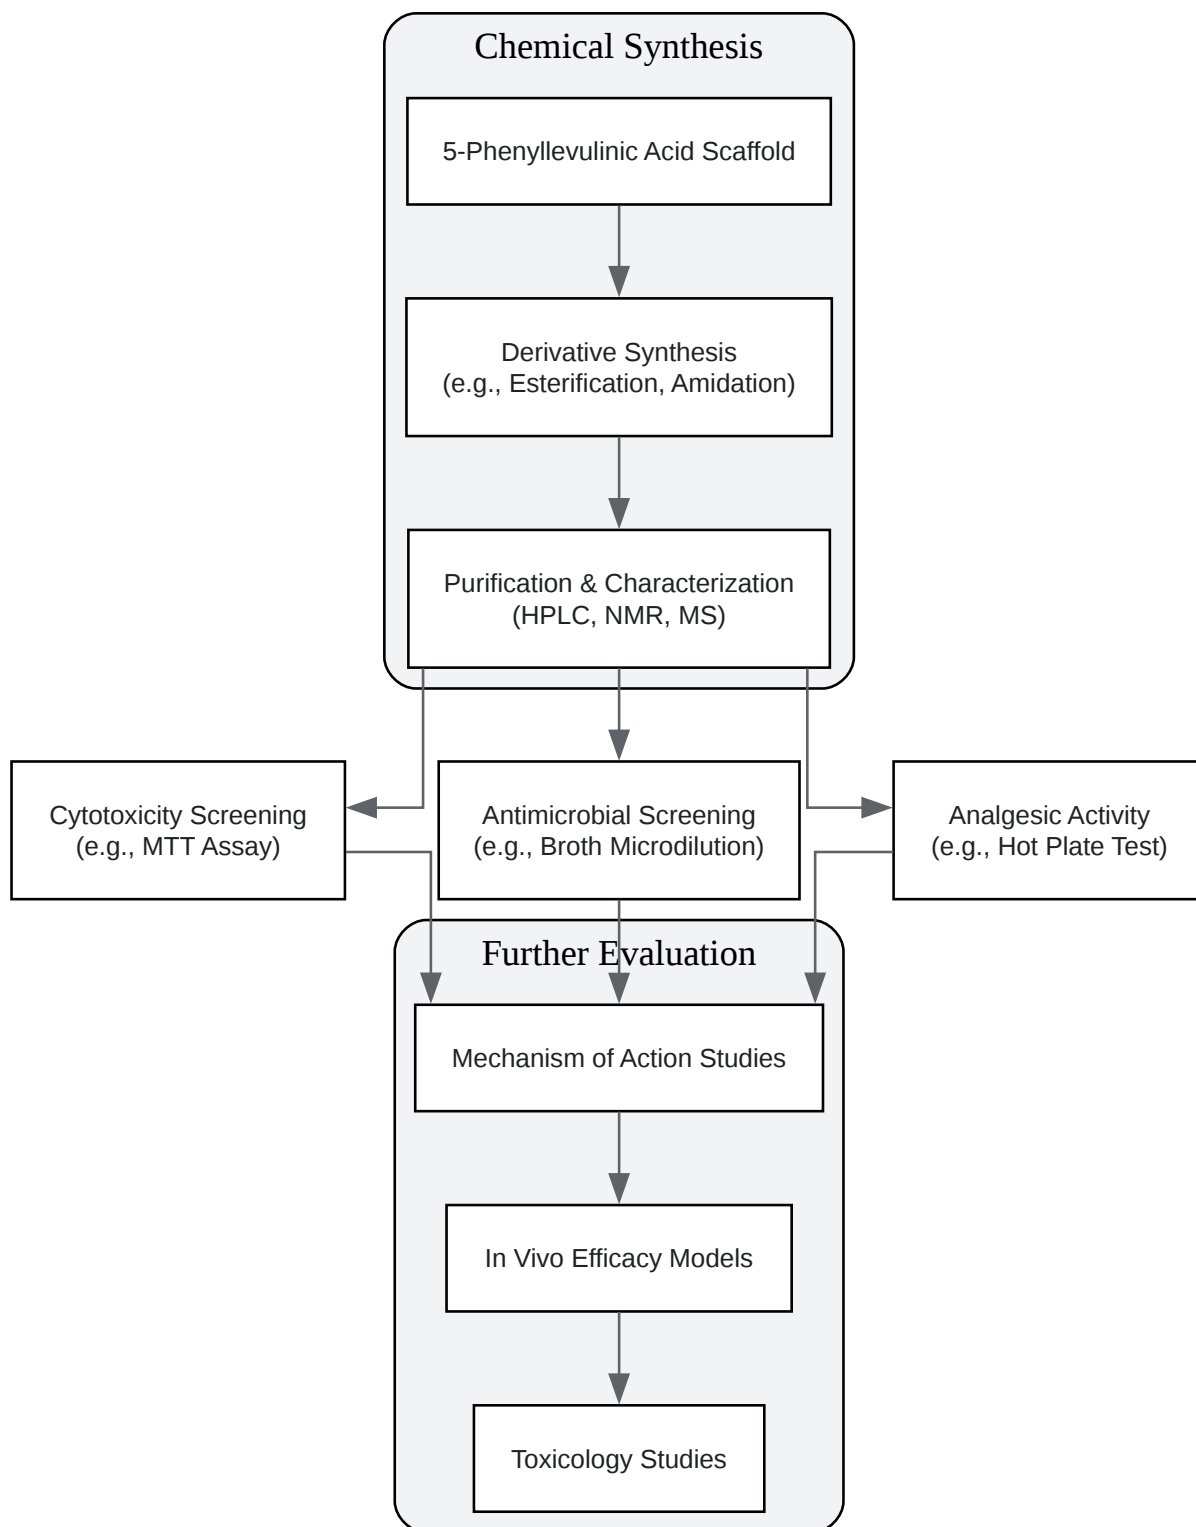 Chemical Synthesis
5-Phenyllevulinic Acid Scaffold
Derivative Synthesis
(e.g., Esterification, Amidation)
Purification & Characterization
(HPLC, NMR, MS)
Cytotoxicity Screening
(e.g., MTT Assay)
Antimicrobial Screening
(e.g., Broth Microdilution)
Analgesic Activity
(e.g., Hot Plate Test)
Further Evaluation
Mechanism of Action Studies
In Vivo Efficacy Models
Toxicology Studies